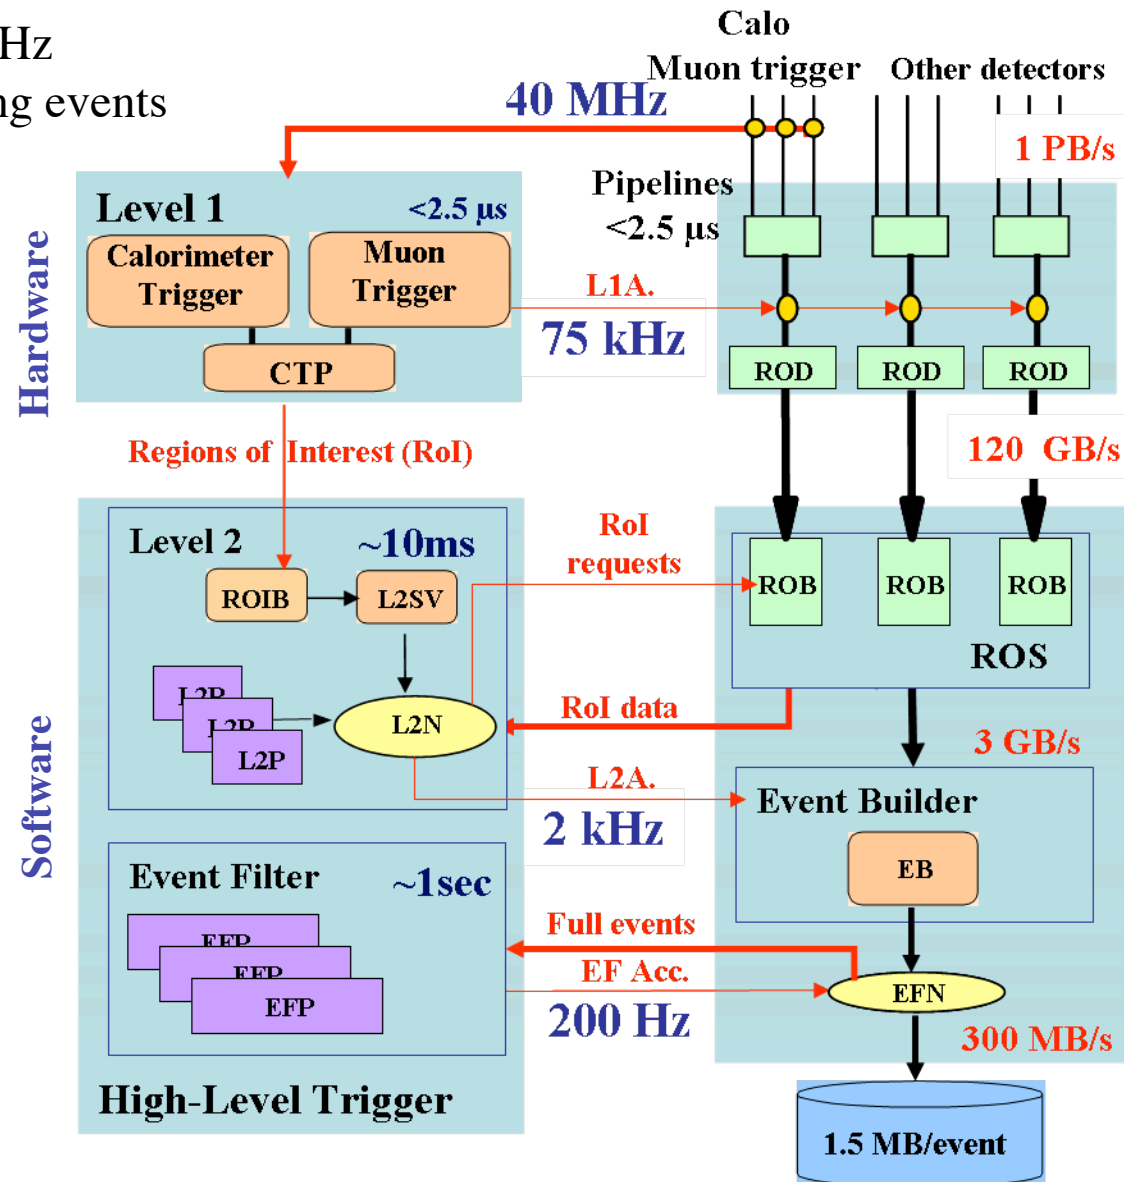 Hz
ng events
Calo
Muon trigger
Other detectors
40 MHz
1 PB/s
Pipelines
<2.5 µs
Hardware
Level 1
<2.5 µs
Calorimeter
Trigger
Muon
Trigger
CTP
L1A.
75 kHz
ROD
ROD
ROD
Regions of Interest (RoI)
120 GB/s
Software
Level 2
~10ms
ROIB
L2SV
L2P
L2P
L2P
L2N
RoI
requests
ROB
ROB
ROB
ROS
RoI data
3 GB/s
L2A.
2 kHz
Event Builder
EB
Event Filter
~1sec
EFP
EFP
EFP
Full events
EF Acc.
200 Hz
EFN
300 MB/s
High-Level Trigger
1.5 MB/event